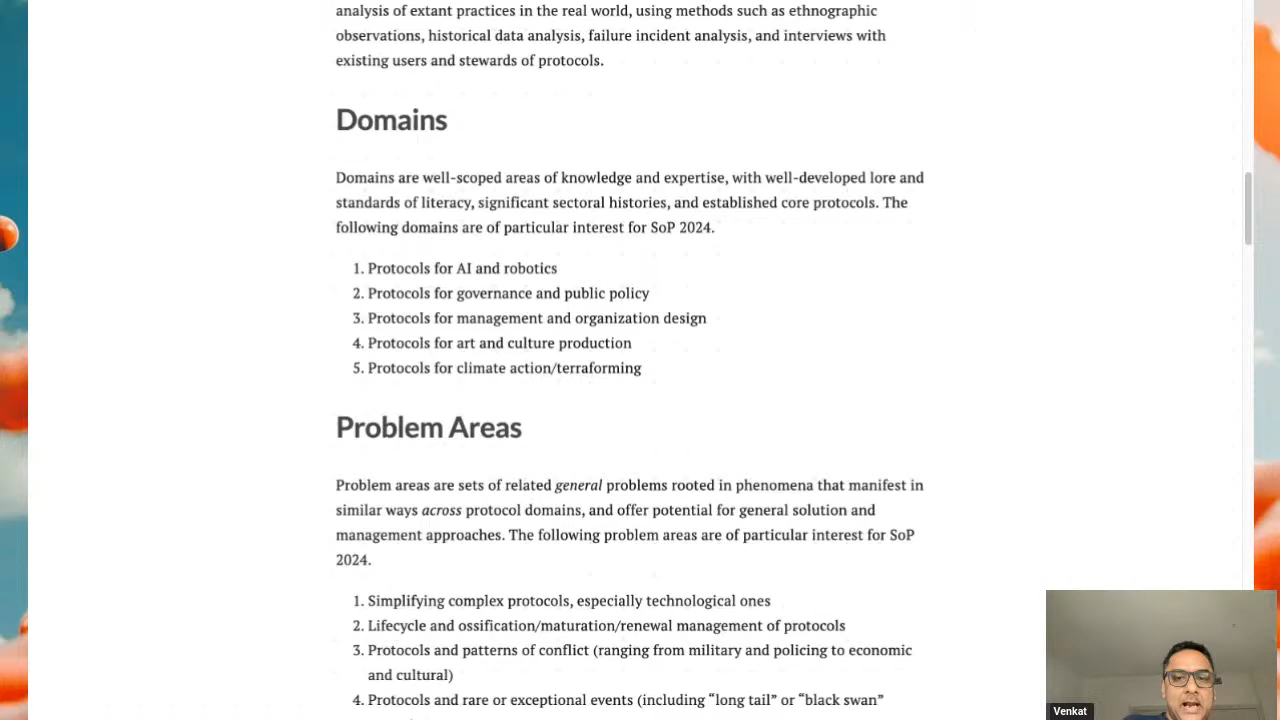 analysis of extant practices in the real world, using methods such as ethnographic
observations, historical data analysis, failure incident analysis, and interviews with
existing users and stewards of protocols.
Domains
Domains are well-scoped areas of knowledge and expertise, with well-developed lore and
standards of literacy, significant sectoral histories, and established core protocols. The
following domains are of particular interest for SoP 2024.
1. Protocols for AI and robotics
2. Protocols for governance and public policy
3. Protocols for management and organization design
4. Protocols for art and culture production
5. Protocols for climate action/terraforming
Problem Areas
Problem areas are sets of related general problems rooted in phenomena that manifest in
similar ways across protocol domains, and offer potential for general solution and
management approaches. The following problem areas are of particular interest for SoP
2024.
1. Simplifying complex protocols, especially technological ones
2. Lifecycle and ossification/maturation/renewal management of protocols
3. Protocols and patterns of conflict (ranging from military and policing to economic
and cultural)
4. Protocols and rare or exceptional events (including “long tail” or “black swan”
Venkat